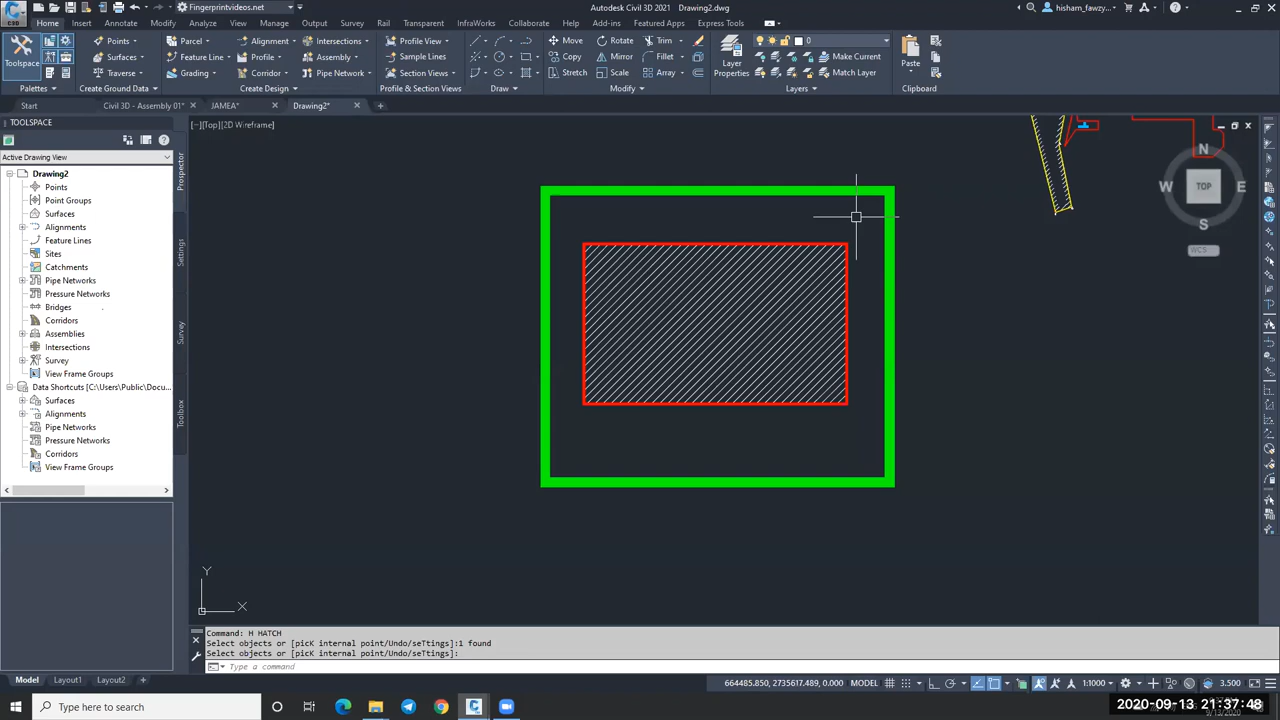 Fingerprintvideos.net
Autodesk Civil 3D 2021 Drawing2.dwg
hisham_fawzy...
C3D
Home Insert Annotate Modify Analyze View Manage Output Survey Rail Transparent InfraWorks Collaborate Help Add-ins Featured Apps Express Tools
Toolspace
Points
Surfaces
Traverse
Parcel
Feature Line
Grading
Alignment
Profile
Corridor
Intersections
Assembly
Pipe Network
Profile View
Sample Lines
Section Views
Move
Copy
Stretch
Rotate
Mirror
Scale
Trim
Fillet
Array
Layer Properties
0
Make Current
Match Layer
Paste
Palettes
Create Ground Data
Create Design
Profile & Section Views
Draw
Modify
Layers
Clipboard
Start Civil 3D - Assembly 01* JAMEA* Drawing2*
TOOLSPACE
Active Drawing View
Drawing2
Points
Point Groups
Surfaces
Alignments
Feature Lines
Sites
Catchments
Pipe Networks
Pressure Networks
Bridges
Corridors
Assemblies
Intersections
Survey
View Frame Groups
Data Shortcuts [C:\Users\Public\Docu...
Surfaces
Alignments
Pipe Networks
Pressure Networks
Corridors
View Frame Groups
Prospector
Settings
Survey
Toolbox
[−][Top][2D Wireframe]
N
W TOP E
S
WCS
Y
X
Command: H HATCH
Select objects or [picK internal point/Undo/seTtings]:1 found
Select objects or [picK internal point/Undo/seTtings]:
Type a command
Model Layout1 Layout2
664485.850, 2735617.489, 0.000 MODEL
1:1000
3.500
Type here to search
2020-09-13 21:37:48